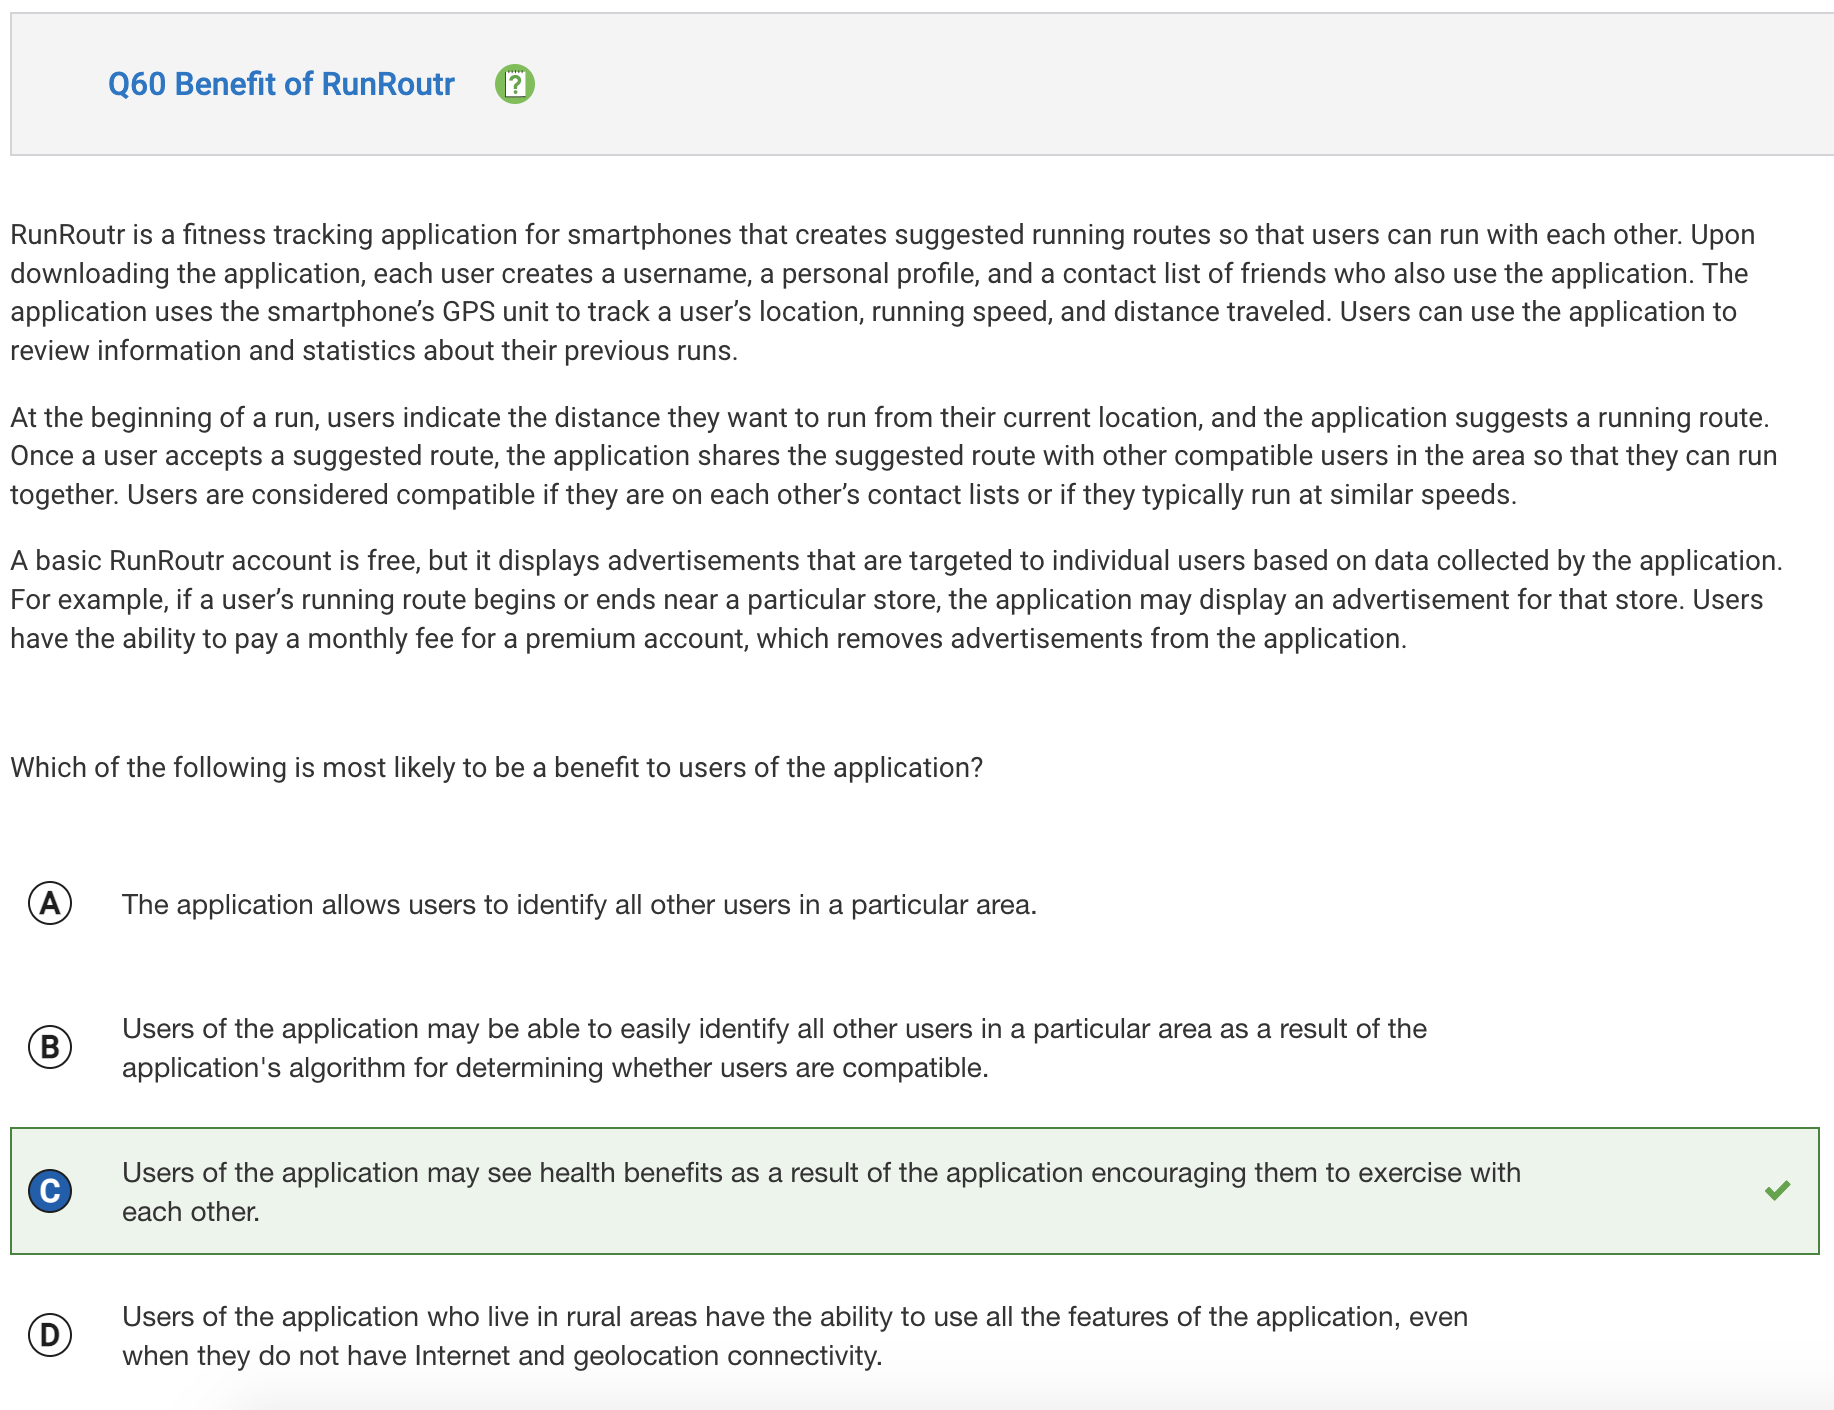 Q60 Benefit of RunRoutr
?
RunRoutr is a fitness tracking application for smartphones that creates suggested running routes so that users can run with each other. Upon
downloading the application, each user creates a username, a personal profile, and a contact list of friends who also use the application. The
application uses the smartphone’s GPS unit to track a user’s location, running speed, and distance traveled. Users can use the application to
review information and statistics about their previous runs.
At the beginning of a run, users indicate the distance they want to run from their current location, and the application suggests a running route.
Once a user accepts a suggested route, the application shares the suggested route with other compatible users in the area so that they can run
together. Users are considered compatible if they are on each other’s contact lists or if they typically run at similar speeds.
A basic RunRoutr account is free, but it displays advertisements that are targeted to individual users based on data collected by the application.
For example, if a user’s running route begins or ends near a particular store, the application may display an advertisement for that store. Users
have the ability to pay a monthly fee for a premium account, which removes advertisements from the application.
Which of the following is most likely to be a benefit to users of the application?
A The application allows users to identify all other users in a particular area.
B Users of the application may be able to easily identify all other users in a particular area as a result of the
application's algorithm for determining whether users are compatible.
C Users of the application may see health benefits as a result of the application encouraging them to exercise with
each other.
D Users of the application who live in rural areas have the ability to use all the features of the application, even
when they do not have Internet and geolocation connectivity.